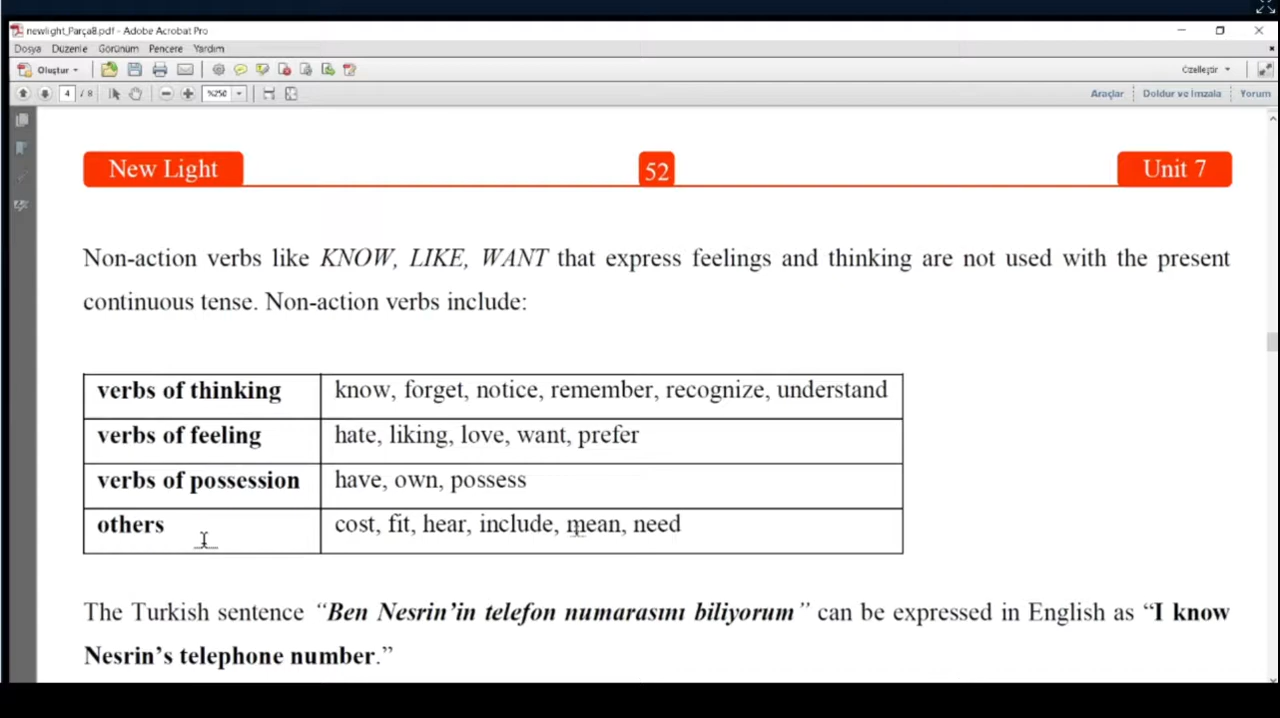 newlight_Parça8.pdf - Adobe Acrobat Pro
Dosya Düzenle Görünüm Pencere Yardım
Oluştur Özelleştir
4 / 8 %250 Araçlar Doldur ve İmzala Yorum
New Light 52 Unit 7
Non-action verbs like KNOW, LIKE, WANT that express feelings and thinking are not used with the present
continuous tense. Non-action verbs include:
verbs of thinking know, forget, notice, remember, recognize, understand
verbs of feeling hate, liking, love, want, prefer
verbs of possession have, own, possess
others cost, fit, hear, include, mean, need
The Turkish sentence “Ben Nesrin’in telefon numarasını biliyorum” can be expressed in English as “I know
Nesrin’s telephone number.”